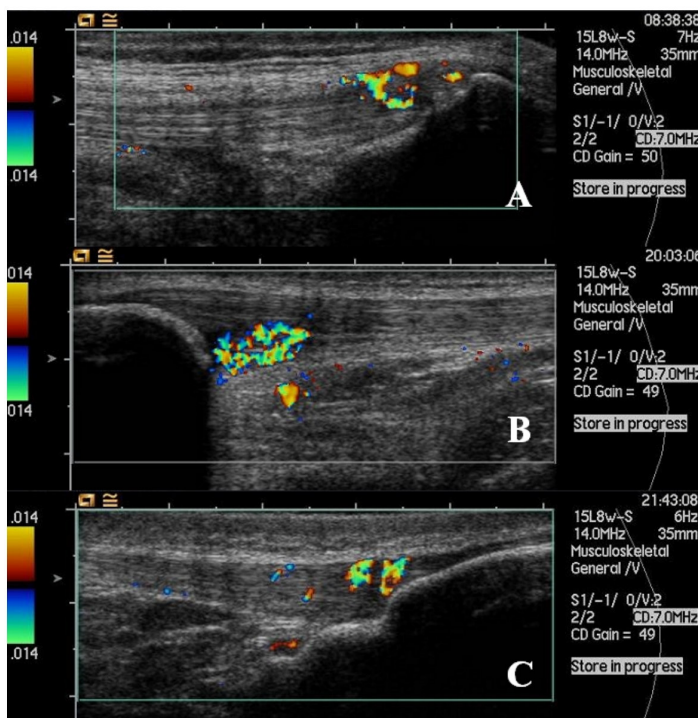 .014
.014
08:38:38
15L8w-S 7Hz
14.0MHz 35mm
Musculoskeletal
General /V
S1/-1/ 0/V:2
2/2 CD:7.0MHz
CD Gain = 50
Store in progress
A
014
014
20:03:06
15L8w-S
14.0MHz 35mm
Musculoskeletal
General /V
S1/-1/ 0/V:2
2/2 CD:7.0MHz
CD Gain = 49
Store in progress
B
.014
.014
21:43:08
15L8w-S 6Hz
14.0MHz 35mm
Musculoskeletal
General /V
S1/-1/ 0/V:2
2/2 CD:7.0MHz
CD Gain = 49
Store in progress
C